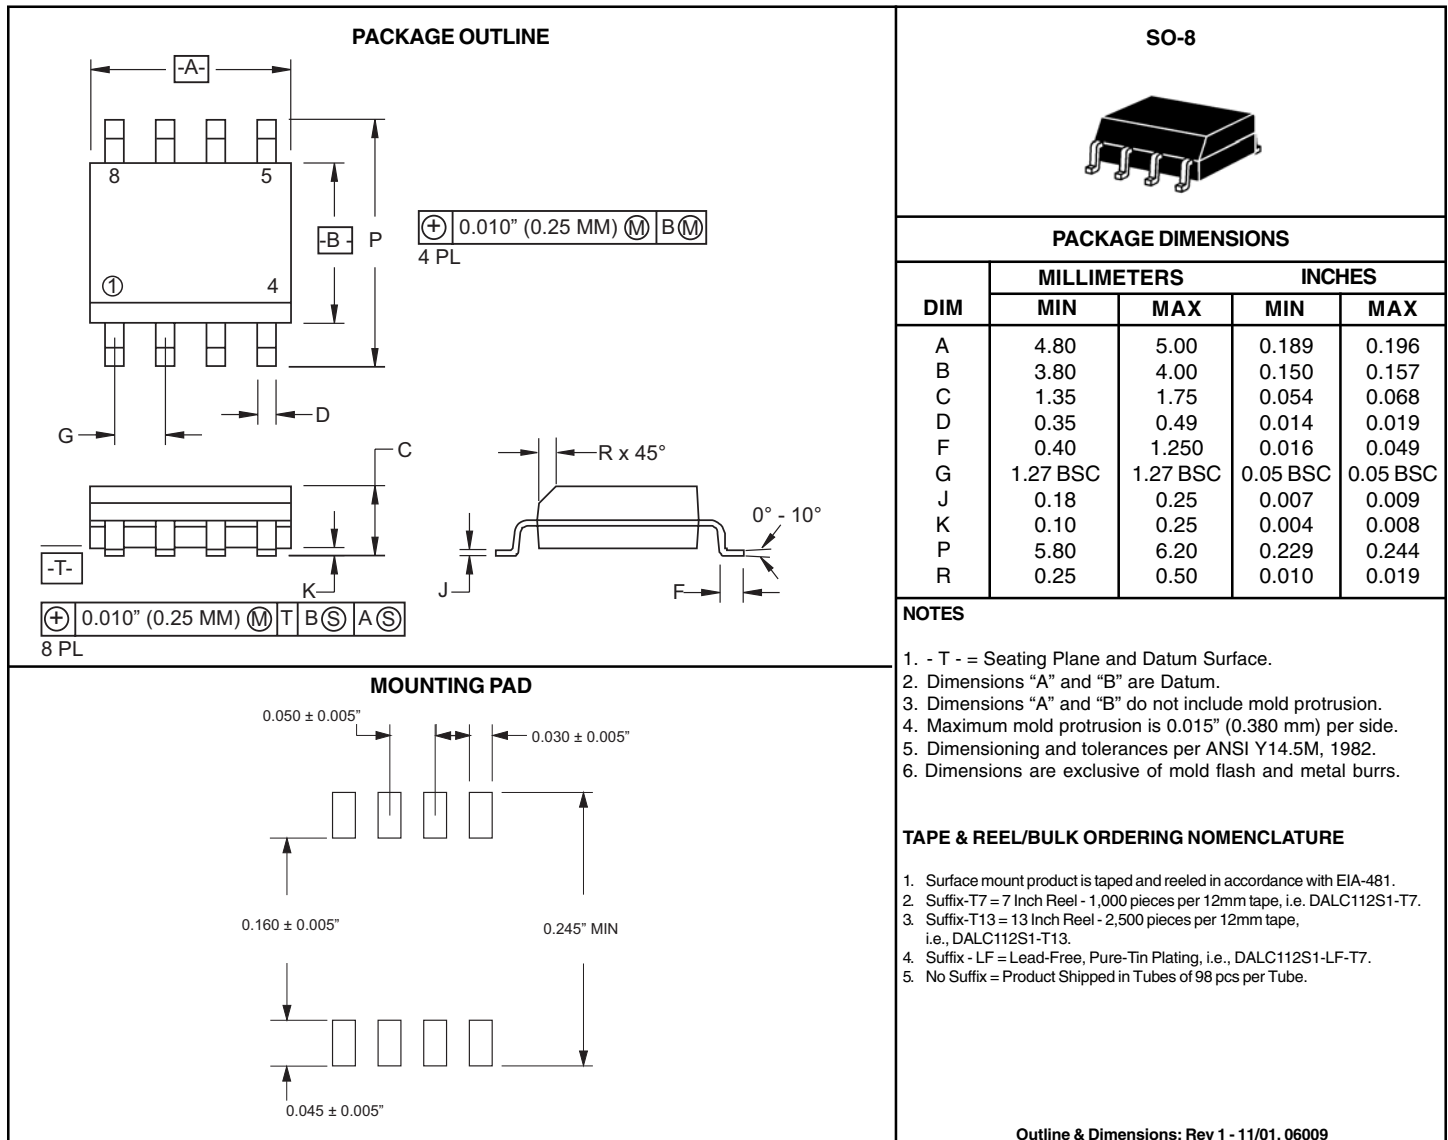 PACKAGE OUTLINE
-A-
8 5
-B-
P
⌖ 0.010” (0.25 MM) Ⓜ B Ⓜ
4 PL
① 4
D
G
C
R x 45°
0° - 10°
-T-
K
J
F
⌖ 0.010” (0.25 MM) Ⓜ T B Ⓢ A Ⓢ
8 PL
MOUNTING PAD
0.050 ± 0.005”
0.030 ± 0.005”
0.160 ± 0.005”
0.245” MIN
0.045 ± 0.005”
SO-8
PACKAGE DIMENSIONS
MILLIMETERS INCHES
DIM MIN MAX MIN MAX
A 4.80 5.00 0.189 0.196
B 3.80 4.00 0.150 0.157
C 1.35 1.75 0.054 0.068
D 0.35 0.49 0.014 0.019
F 0.40 1.250 0.016 0.049
G 1.27 BSC 1.27 BSC 0.05 BSC 0.05 BSC
J 0.18 0.25 0.007 0.009
K 0.10 0.25 0.004 0.008
P 5.80 6.20 0.229 0.244
R 0.25 0.50 0.010 0.019
NOTES
1. - T - = Seating Plane and Datum Surface.
2. Dimensions “A” and “B” are Datum.
3. Dimensions “A” and “B” do not include mold protrusion.
4. Maximum mold protrusion is 0.015” (0.380 mm) per side.
5. Dimensioning and tolerances per ANSI Y14.5M, 1982.
6. Dimensions are exclusive of mold flash and metal burrs.
TAPE & REEL/BULK ORDERING NOMENCLATURE
1. Surface mount product is taped and reeled in accordance with EIA-481.
2. Suffix-T7 = 7 Inch Reel - 1,000 pieces per 12mm tape, i.e. DALC112S1-T7.
3. Suffix-T13 = 13 Inch Reel - 2,500 pieces per 12mm tape,
i.e., DALC112S1-T13.
4. Suffix - LF = Lead-Free, Pure-Tin Plating, i.e., DALC112S1-LF-T7.
5. No Suffix = Product Shipped in Tubes of 98 pcs per Tube.
Outline & Dimensions: Rev 1 - 11/01, 06009